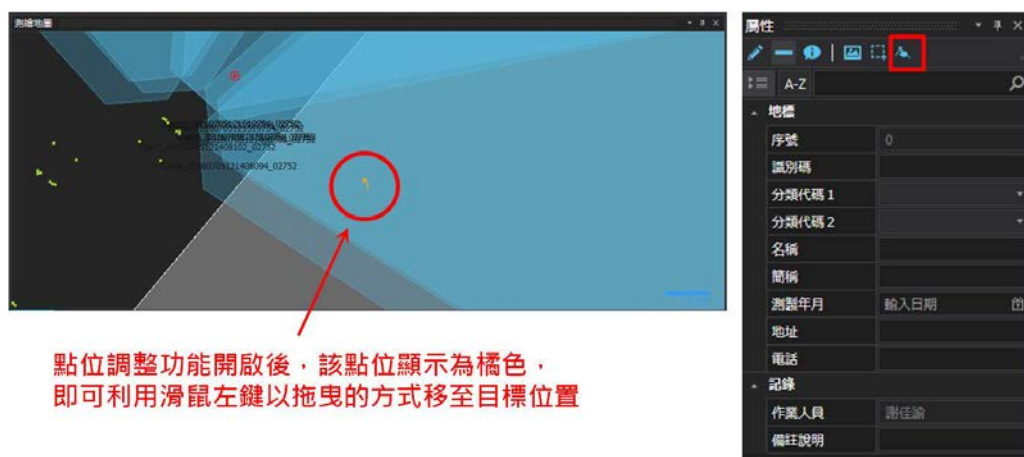 測繪地圖
點位調整功能開啟後，該點位顯示為橘色，
即可利用滑鼠左鍵以拖曳的方式移至目標位置
屬性
A-Z
地標
序號 0
識別碼
分類代碼 1
分類代碼 2
名稱
簡稱
測製年月 輸入日期
地址
電話
記錄
作業人員 謝佳諭
備註說明